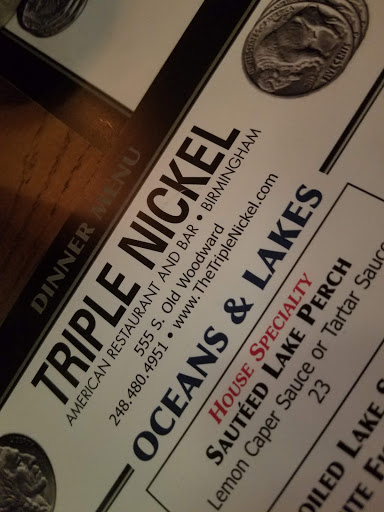 DINNER MENU
TRIPLE NICKEL
AMERICAN RESTAURANT AND BAR • BIRMINGHAM
555 S. Old Woodward
248.480.4951 • www.TheTripleNickel.com
OCEANS & LAKES
HOUSE SPECIALTY
SAUTÉED LAKE PERCH
Lemon Caper Sauce or Tartar Sauce
23
LAKE